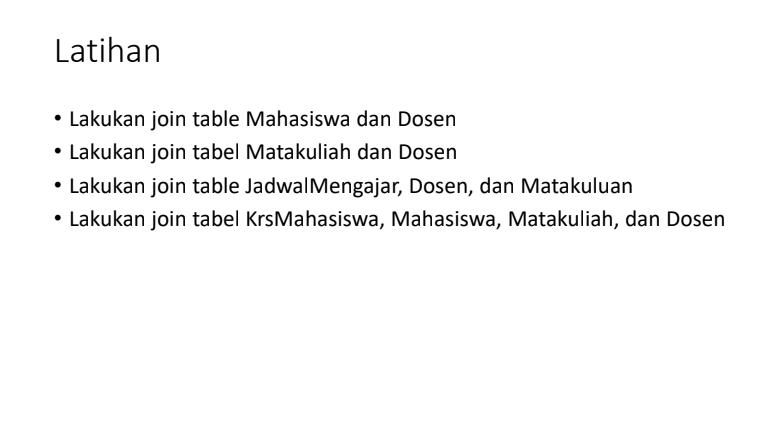 Latihan
• Lakukan join table Mahasiswa dan Dosen
• Lakukan join tabel Matakuliah dan Dosen
• Lakukan join table JadwalMengajar, Dosen, dan Matakuluan
• Lakukan join tabel KrsMahasiswa, Mahasiswa, Matakuliah, dan Dosen